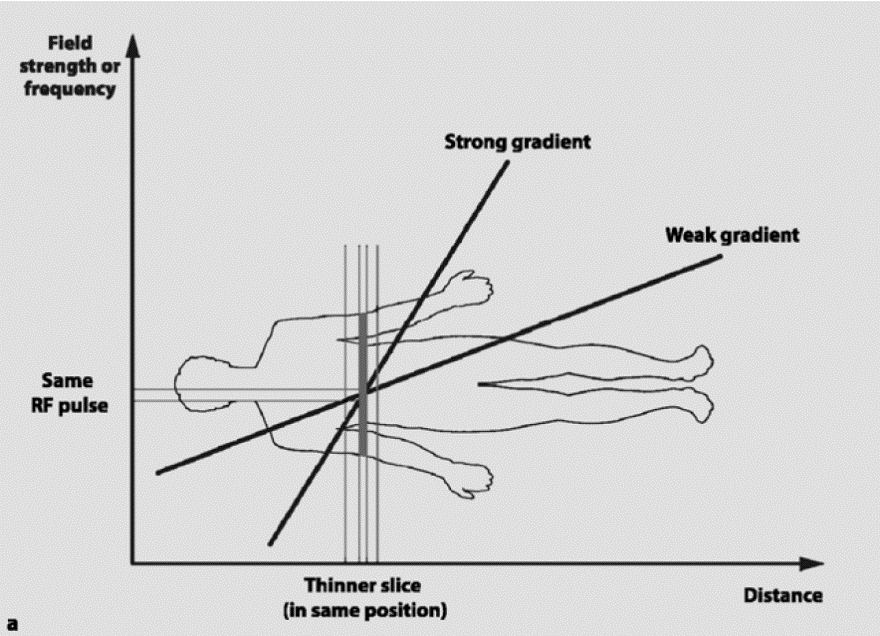 Field
strength or
frequency
Strong gradient
Weak gradient
Same
RF pulse
Thinner slice
(in same position)
Distance
a